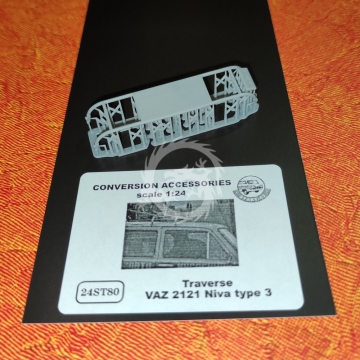 CONVERSION ACCESSORIES
scale 1:24
24ST80
Traverse
VAZ 2121 Niva type 3